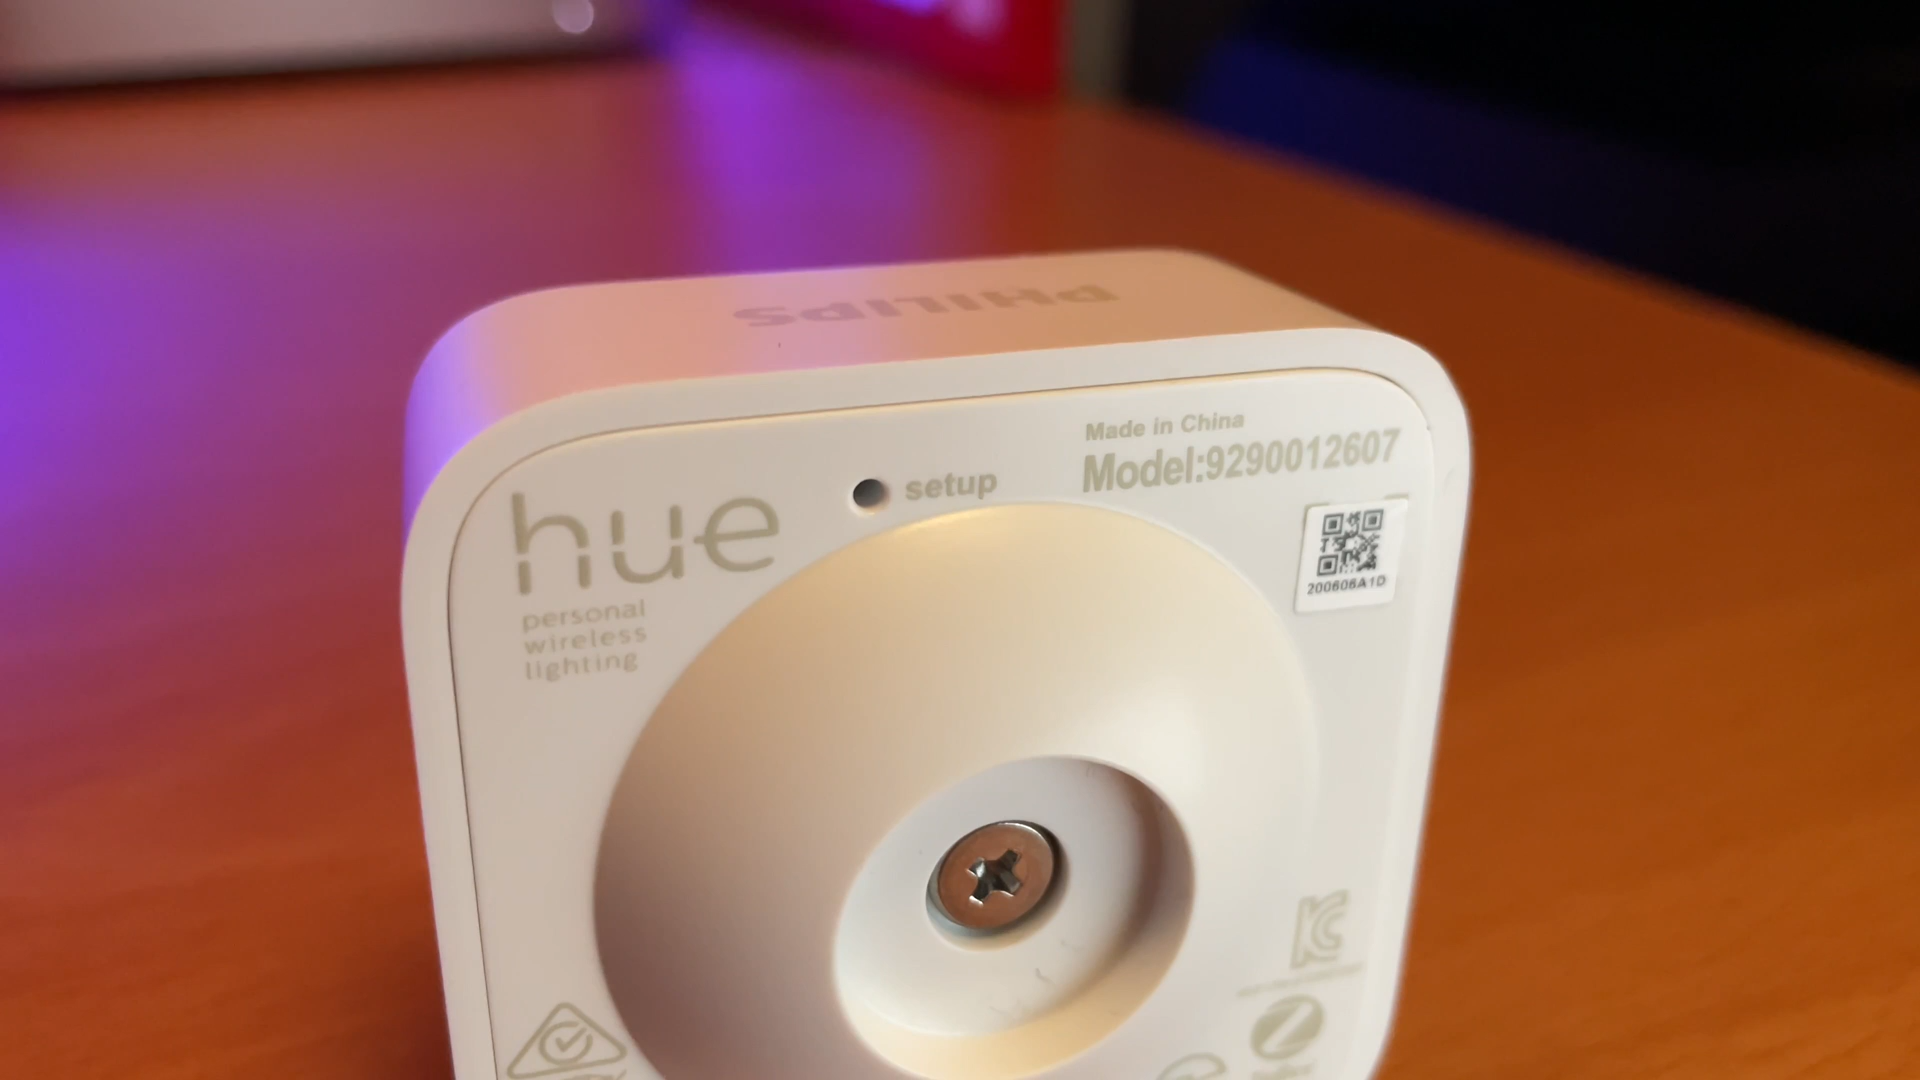 PHILIPS
hue
personal
wireless
lighting
setup
Made in China
Model:9290012607
200606A1D